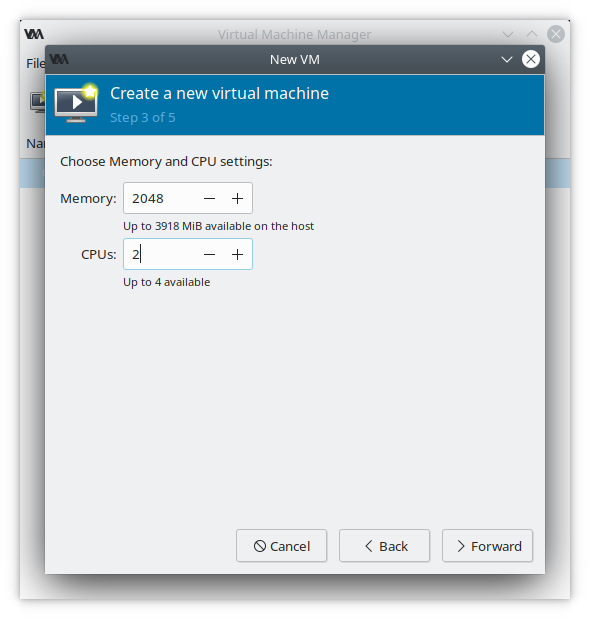 Virtual Machine Manager
File
New VM
Create a new virtual machine
Step 3 of 5
Choose Memory and CPU settings:
Memory: 2048
Up to 3918 MiB available on the host
CPUs: 2
Up to 4 available
Cancel Back Forward